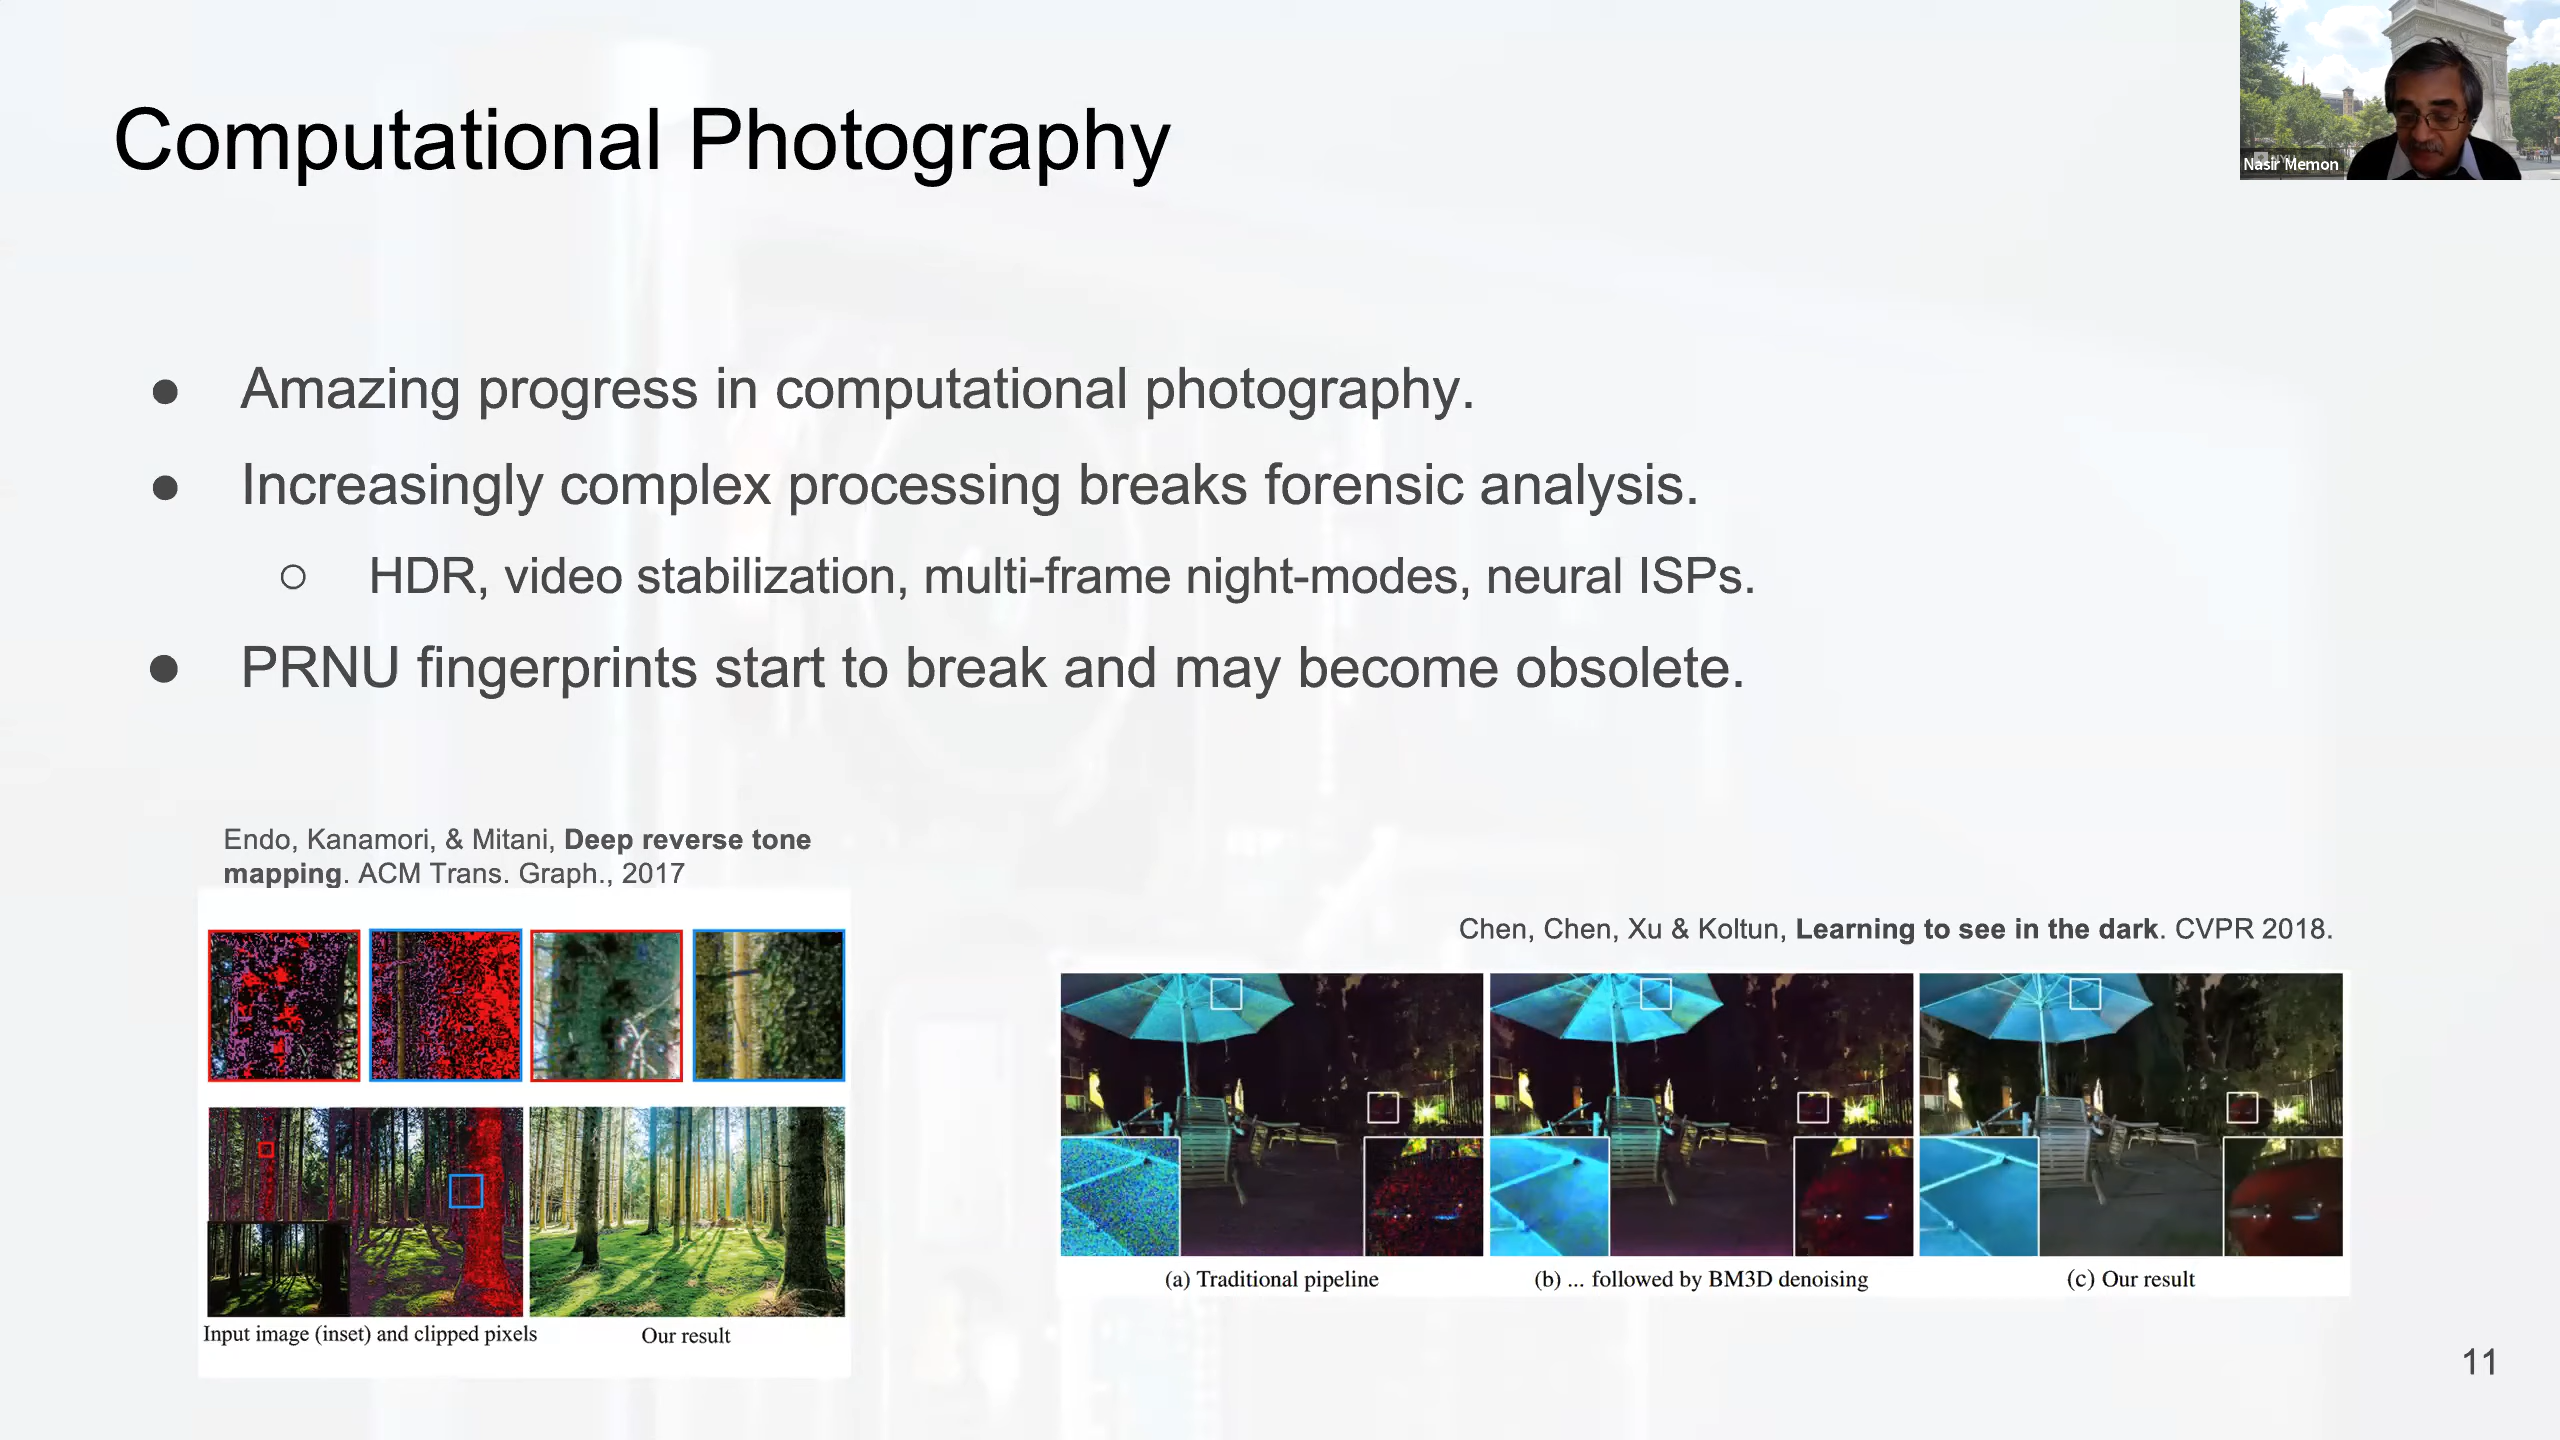 Computational Photography
Nasir Memon
● Amazing progress in computational photography.
● Increasingly complex processing breaks forensic analysis.
○ HDR, video stabilization, multi-frame night-modes, neural ISPs.
● PRNU fingerprints start to break and may become obsolete.
Endo, Kanamori, & Mitani, Deep reverse tone
mapping. ACM Trans. Graph., 2017
Input image (inset) and clipped pixels
Our result
Chen, Chen, Xu & Koltun, Learning to see in the dark. CVPR 2018.
(a) Traditional pipeline
(b) ... followed by BM3D denoising
(c) Our result
11